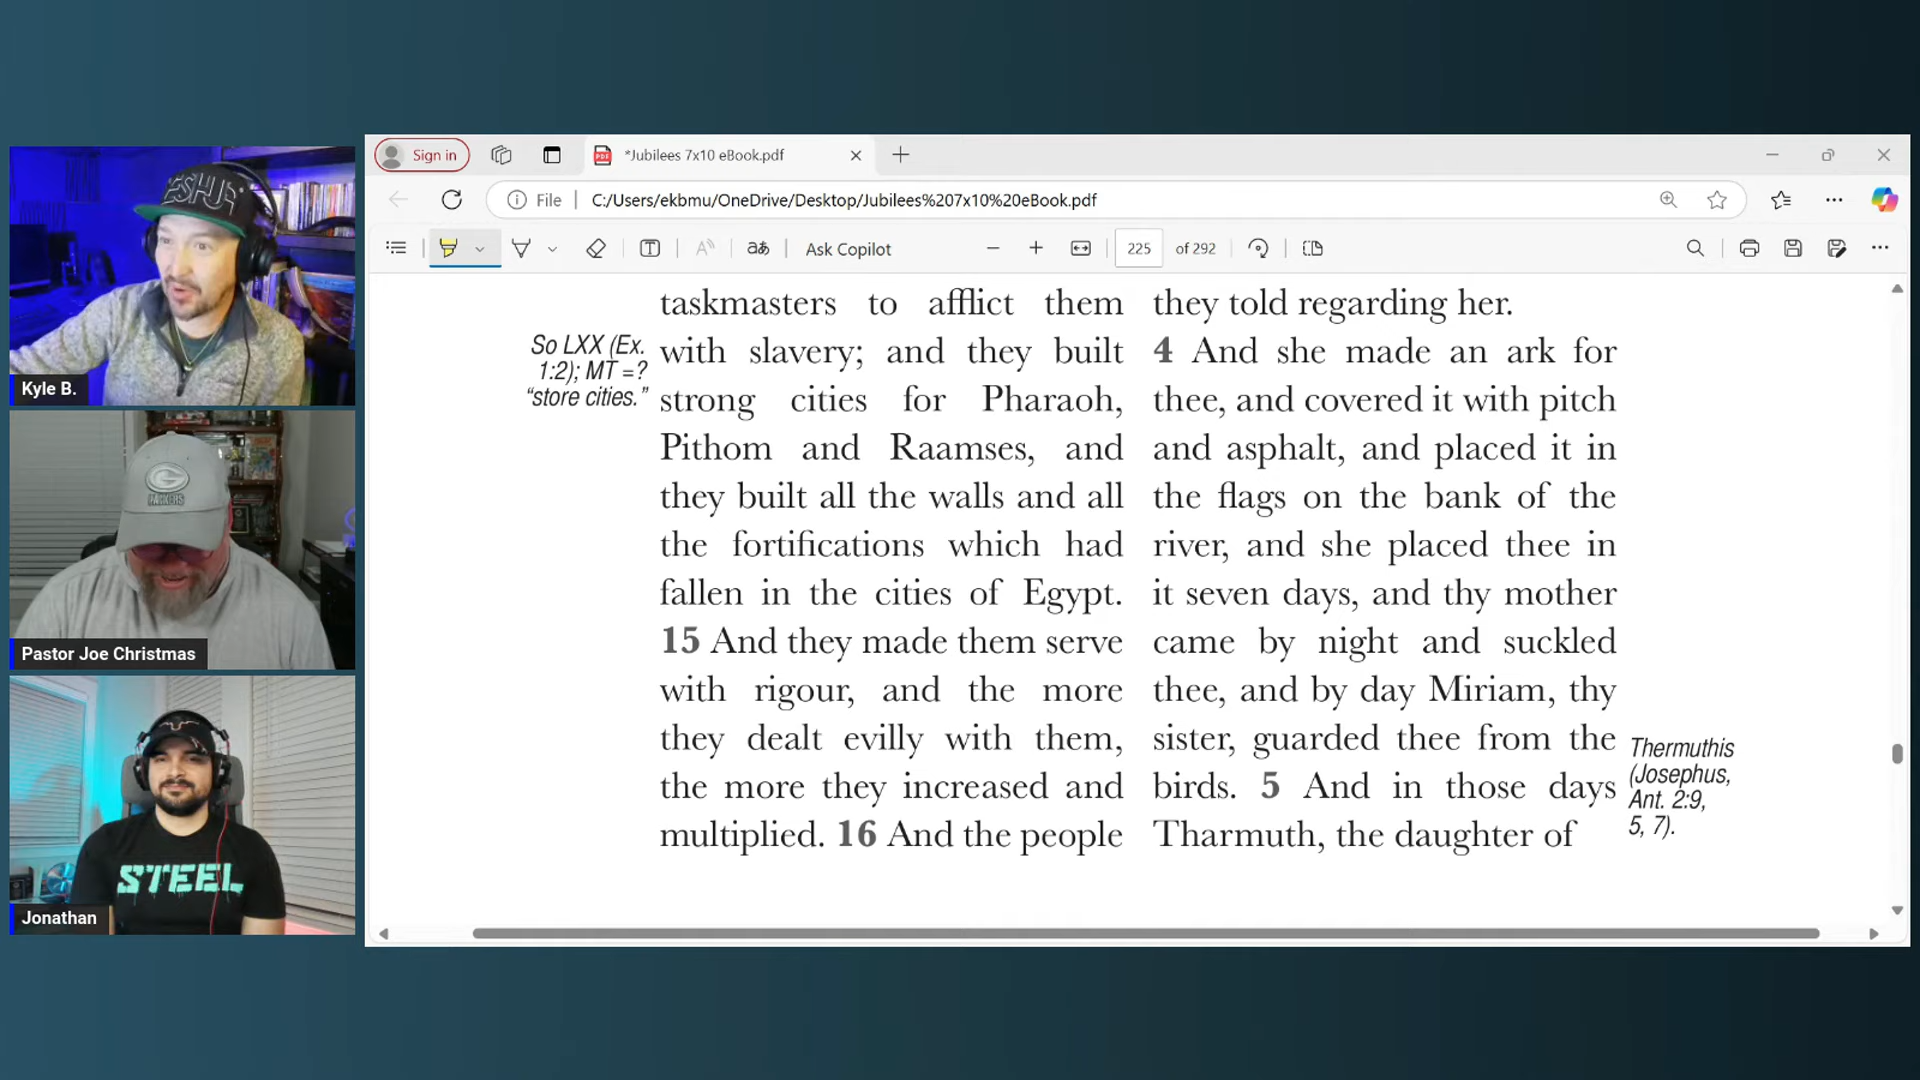 Sign in
*Jubilees 7x10 eBook.pdf
File
C:/Users/ekbmu/OneDrive/Desktop/Jubilees%207x10%20eBook.pdf
Ask Copilot
225
of 292
So LXX (Ex.
1:2); MT =?
“store cities.”
taskmasters to afflict them
with slavery; and they built
strong cities for Pharaoh,
Pithom and Raamses, and
they built all the walls and all
the fortifications which had
fallen in the cities of Egypt.
15 And they made them serve
with rigour, and the more
they dealt evilly with them,
the more they increased and
multiplied. 16 And the people
they told regarding her.
4 And she made an ark for
thee, and covered it with pitch
and asphalt, and placed it in
the flags on the bank of the
river, and she placed thee in
it seven days, and thy mother
came by night and suckled
thee, and by day Miriam, thy
sister, guarded thee from the
birds. 5 And in those days
Tharmuth, the daughter of
Thermuthis
(Josephus,
Ant. 2:9,
5, 7).
Kyle B.
G
PACKERS
Pastor Joe Christmas
STEEL
Jonathan